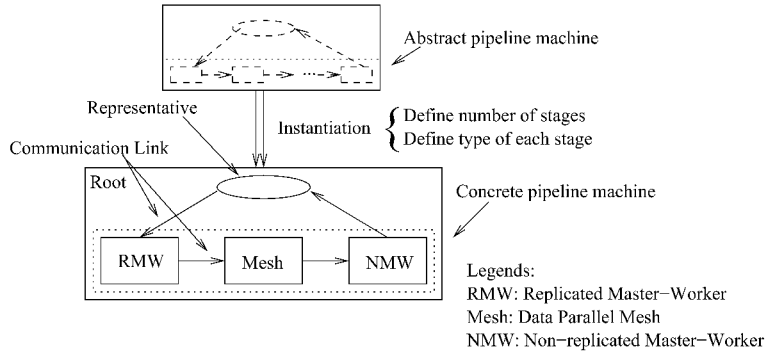 Abstract pipeline machine
Representative
Instantiation
Define number of stages
Define type of each stage
Communication Link
Root
Concrete pipeline machine
RMW
Mesh
NMW
Legends:
RMW: Replicated Master−Worker
Mesh: Data Parallel Mesh
NMW: Non−replicated Master−Worker